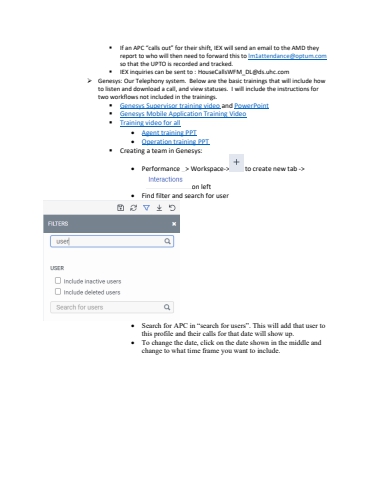 If an APC "calls out" for their shift, IEX will send an email to the AMD they
report to who will then need to forward this to lm1attendance@optum.com
so that the UPTO is recorded and tracked.
IEX inquiries can be sent to : HouseCallsWFM_DL@ds.uhc.com
Genesys: Our Telephony system. Below are the basic trainings that will include how
to listen and download a call, and view statuses. I will include the instructions for
two workflows not included in the trainings.
Genesys Supervisor training video and PowerPoint
Genesys Mobile Application Training Video
Training video for all
Agent training PPT
Operation training PPT
Creating a team in Genesys:
Performance _> Workspace-> + to create new tab ->
Interactions
on left
Find filter and search for user
FILTERS
user
USER
Include inactive users
Include deleted users
Search for users
Search for APC in "search for users". This will add that user to
this profile and their calls for that date will show up.
To change the date, click on the date shown in the middle and
change to what time frame you want to include.